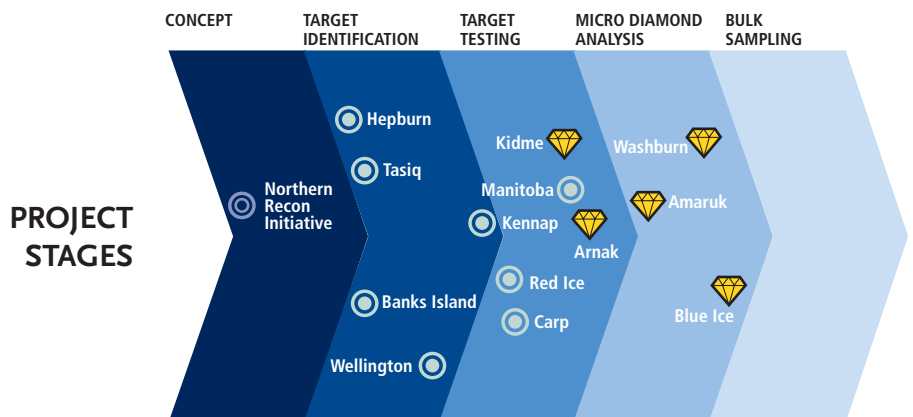 CONCEPT
TARGET
IDENTIFICATION
TARGET
TESTING
MICRO DIAMOND
ANALYSIS
BULK
SAMPLING
PROJECT
STAGES
Northern
Recon
Initiative
Hepburn
Tasiq
Banks Island
Wellington
Kidme
Manitoba
Kennap
Arnak
Red Ice
Carp
Washburn
Amaruk
Blue Ice